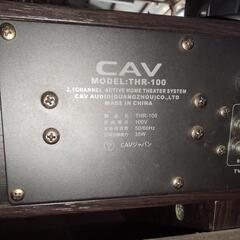 CAV
MODEL:THR-100
2.1CHANNEL ACTIVE HOME THEATER SYSTEM
CAV AUDIO(GUANGZHOU)CO.,LTD
MADE IN CHINA
THR-100
100V
50/60Hz
35W
CAVジャパン